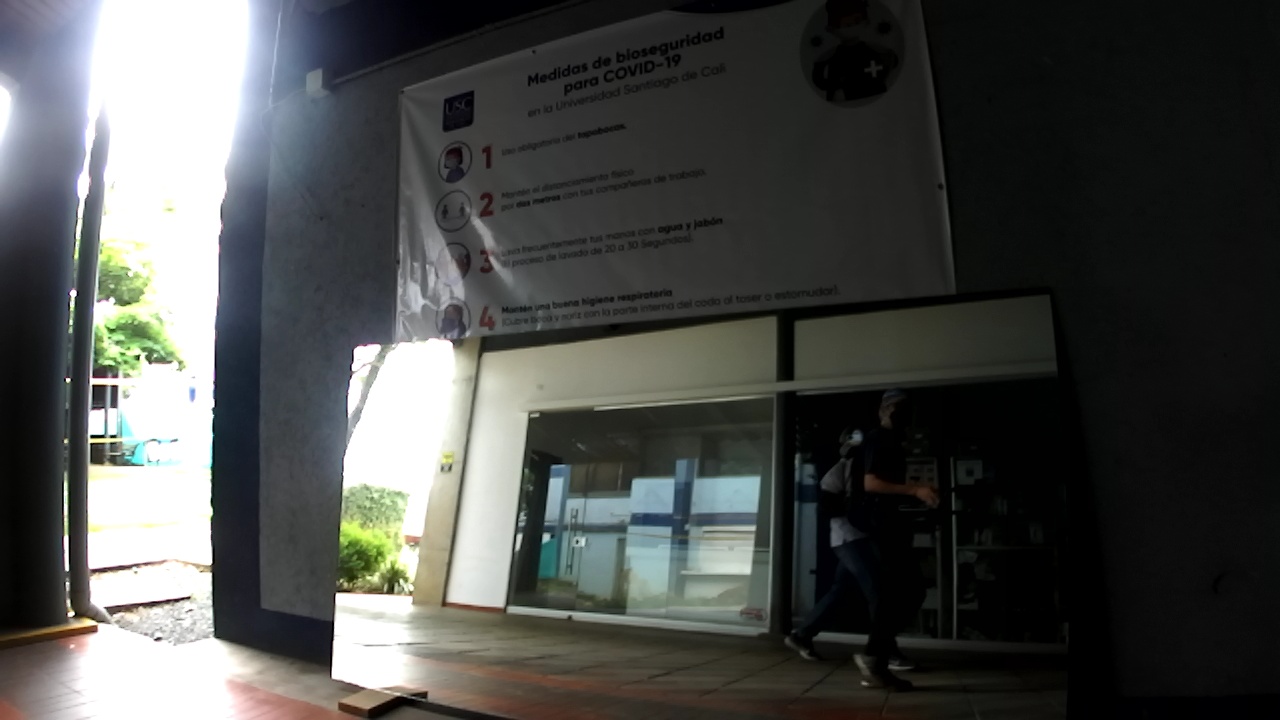 Medidas de bioseguridad
para COVID-19
en la Universidad Santiago de Cali
USC
1 Uso obligatorio del tapabocas.
2 Mantén el distanciamiento físico
por dos metros con tus compañeros de trabajo.
3 Lava frecuentemente tus manos con agua y jabón
(El proceso de lavado de 20 a 30 Segundos).
4 Mantén una buena higiene respiratoria
(Cubre boca y nariz con la parte interna del codo al toser o estornudar).